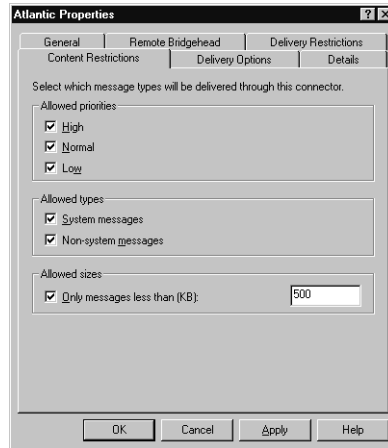 Atlantic Properties
General Remote Bridgehead Delivery Restrictions
Content Restrictions Delivery Options Details
Select which message types will be delivered through this connector.
Allowed priorities
High
Normal
Low
Allowed types
System messages
Non-system messages
Allowed sizes
Only messages less than (KB): 500
OK Cancel Apply Help